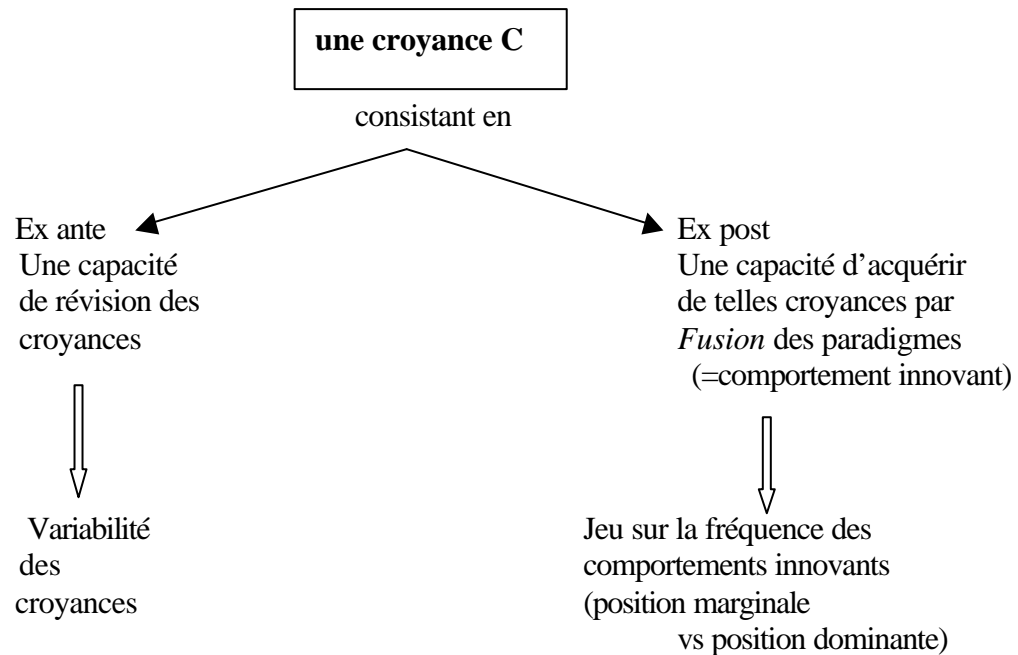 une croyance C
consistant en
Ex ante
Une capacité
de révision des
croyances
Ex post
Une capacité d’acquérir
de telles croyances par
Fusion des paradigmes
(=comportement innovant)
Variabilité
des
croyances
Jeu sur la fréquence des
comportements innovants
(position marginale
vs position dominante)